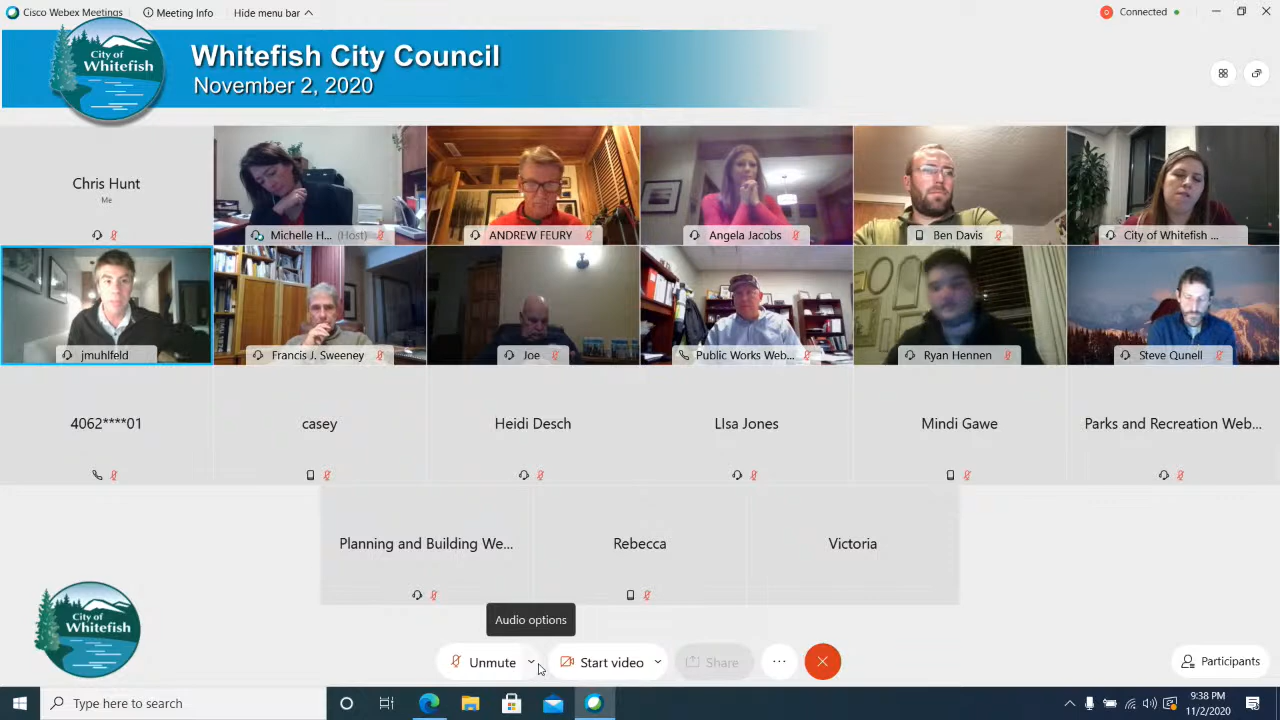 Cisco Webex Meetings
Meeting Info
Hide menu bar
Connected
City of
Whitefish
Whitefish City Council
November 2, 2020
Chris Hunt
Me
Michelle H... (Host)
ANDREW FEURY
Angela Jacobs
Ben Davis
City of Whitefish ...
jmuhlfeld
Francis J. Sweeney
Joe
Public Works Web...
Ryan Hennen
Steve Qunell
4062****01
casey
Heidi Desch
LIsa Jones
Mindi Gawe
Parks and Recreation Web...
Planning and Building We...
Rebecca
Victoria
City of
Whitefish
Audio options
Unmute
Start video
Share
Participants
Type here to search
9:38 PM
11/2/2020